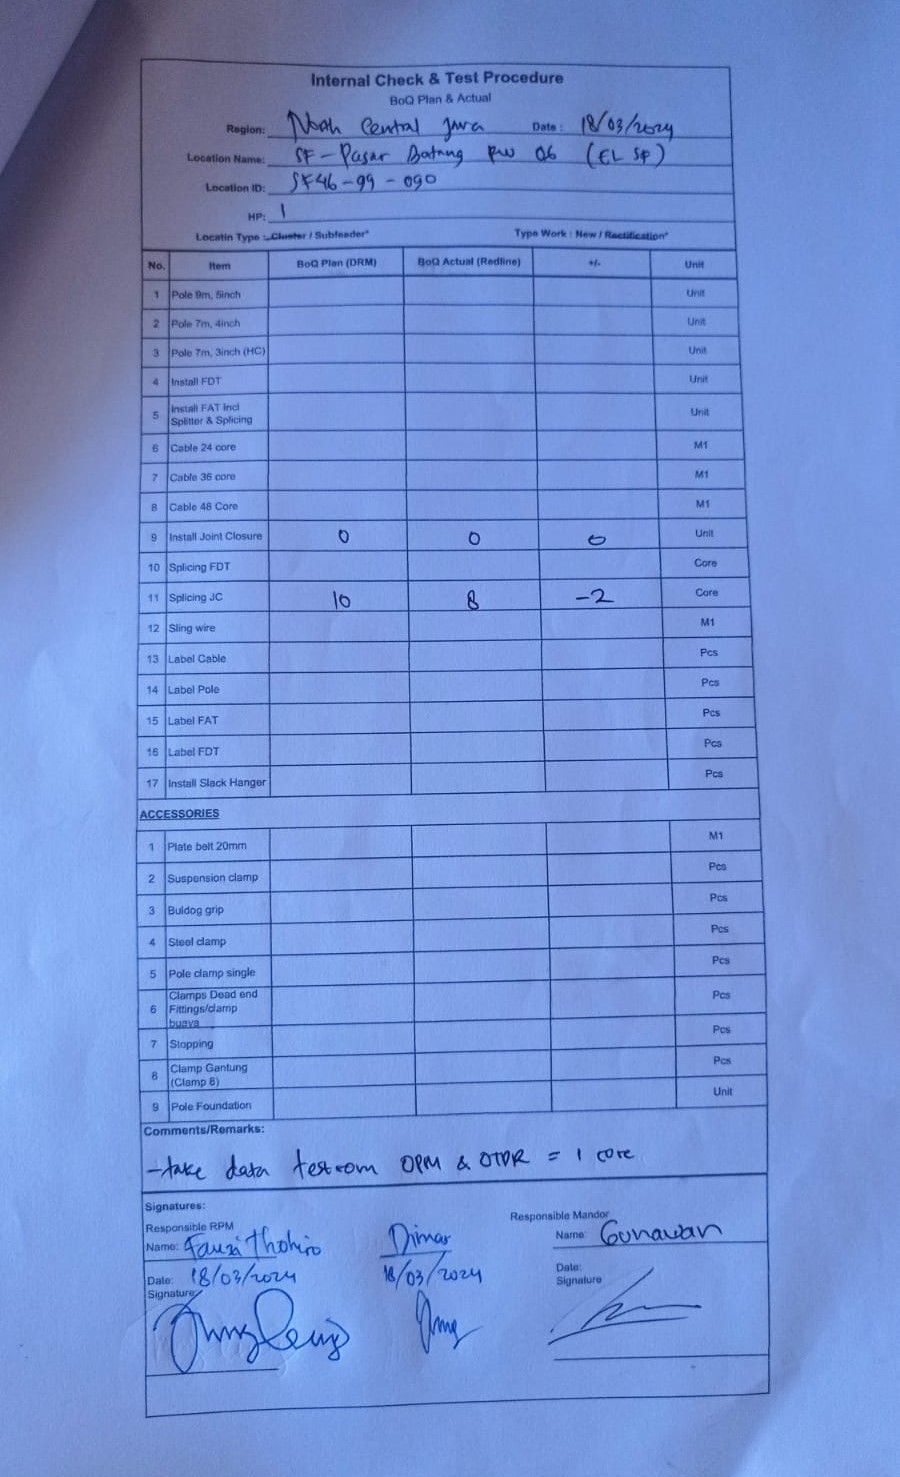 Internal Check & Test Procedure
BoQ Plan & Actual
Region: North Central Java Date : 18/03/2024
Location Name: SF-Pasar Batang RW 06 (EL SF)
Location ID: SF46-99-090
HP: 1
Locatin Type : Cluster / Subfeeder* Type Work : New / Rectification*
No. Item BoQ Plan (DRM) BoQ Actual (Redline) +/- Unit
1 Pole 9m, 5inch Unit
2 Pole 7m, 4inch Unit
3 Pole 7m, 3inch (HC) Unit
4 Install FDT Unit
5 Install FAT Incl Splitter & Splicing Unit
6 Cable 24 core M1
7 Cable 36 core M1
8 Cable 48 Core M1
9 Install Joint Closure 0 0 0 Unit
10 Splicing FDT Core
11 Splicing JC 10 8 -2 Core
12 Sling wire M1
13 Label Cable Pcs
14 Label Pole Pcs
15 Label FAT Pcs
16 Label FDT Pcs
17 Install Slack Hanger Pcs
ACCESSORIES
1 Plate belt 20mm M1
2 Suspension clamp Pcs
3 Buldog grip Pcs
4 Steel clamp Pcs
5 Pole clamp single Pcs
6 Clamps Dead end Fittings/clamp buaya Pcs
7 Stopping Pcs
8 Clamp Gantung (Clamp 8) Pcs
9 Pole Foundation Unit
Comments/Remarks:
-take data testcom OPM & OTDR = 1 core
Signatures:
Responsible RPM Responsible Mandor
Name: Fauzi Thohiro Dimas Name: Gunawan
Date: 18/03/2024 18/03/2024 Date:
Signature: Signature